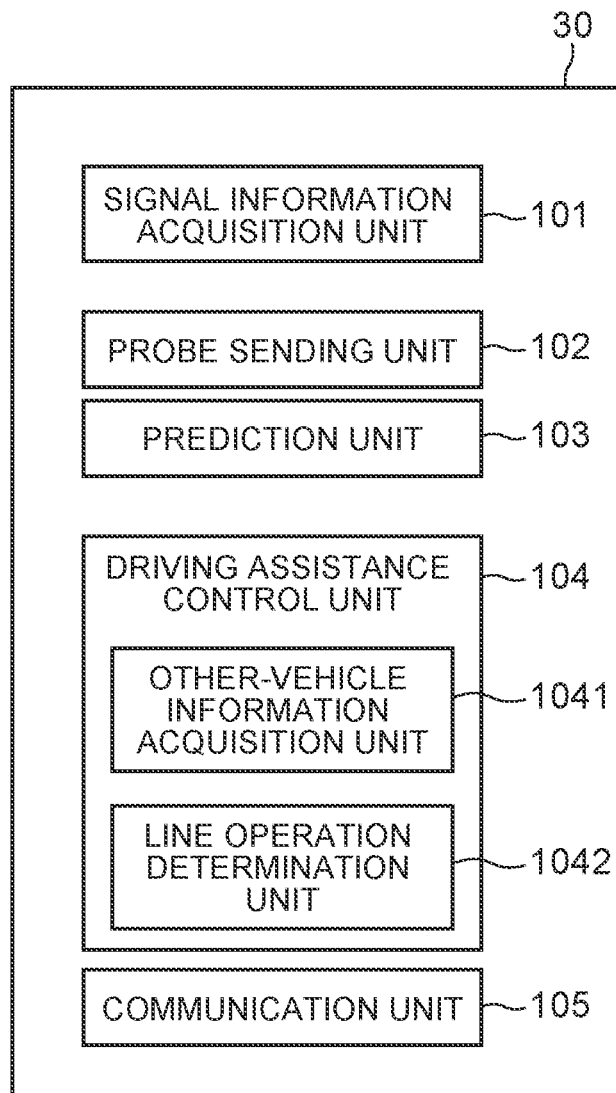 30
SIGNAL INFORMATION
ACQUISITION UNIT
101
PROBE SENDING UNIT
102
PREDICTION UNIT
103
DRIVING ASSISTANCE
CONTROL UNIT
104
OTHER-VEHICLE
INFORMATION
ACQUISITION UNIT
1041
LINE OPERATION
DETERMINATION
UNIT
1042
COMMUNICATION UNIT
105